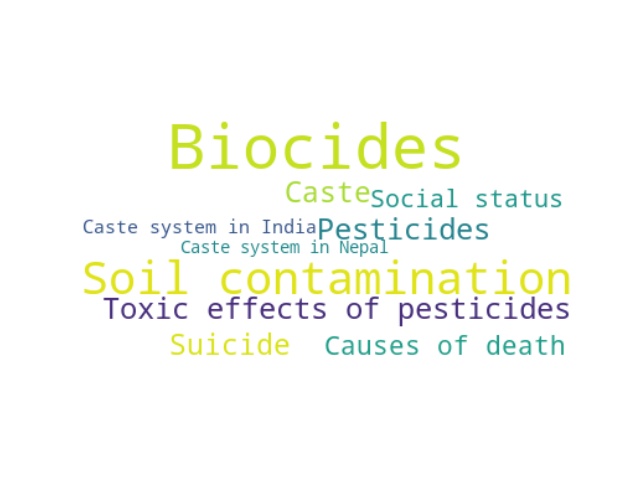 Biocides
Caste
Social status
Caste system in India
Pesticides
Caste system in Nepal
Soil contamination
Toxic effects of pesticides
Suicide
Causes of death